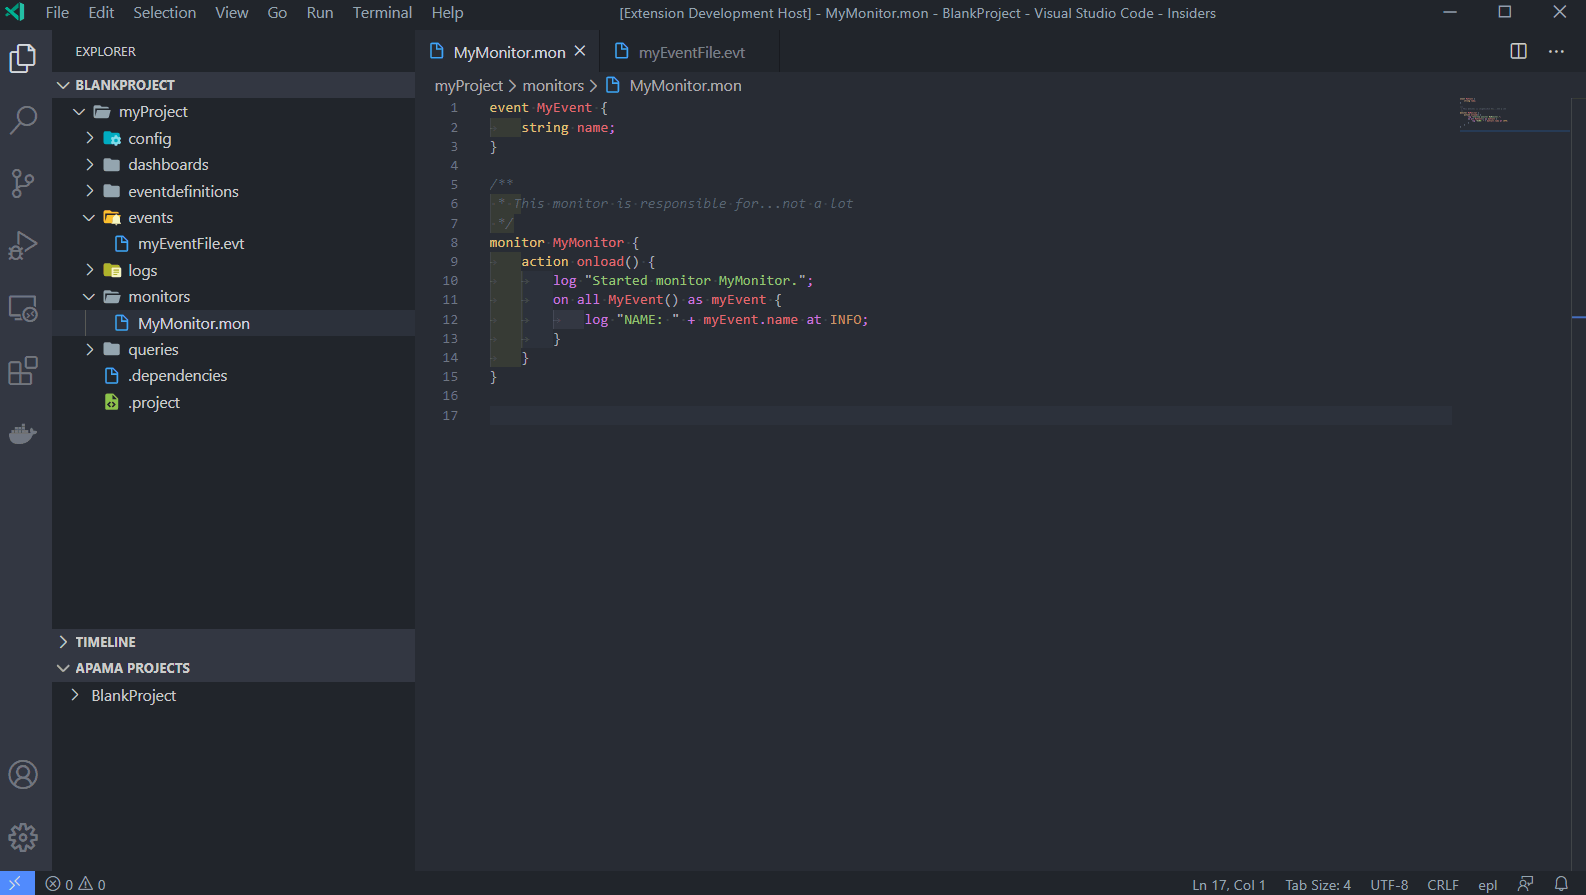 File Edit Selection View Go Run Terminal Help [Extension Development Host] - MyMonitor.mon - BlankProject - Visual Studio Code - Insiders
EXPLORER
BLANKPROJECT
myProject
config
dashboards
eventdefinitions
events
myEventFile.evt
logs
monitors
MyMonitor.mon
queries
.dependencies
.project
TIMELINE
APAMA PROJECTS
BlankProject
MyMonitor.mon myEventFile.evt
myProject > monitors > MyMonitor.mon
1 event MyEvent {
2 string name;
3 }
4
5 /**
6 * This monitor is responsible for...not a lot
7 */
8 monitor MyMonitor {
9 action onload() {
10 log "Started monitor MyMonitor.";
11 on all MyEvent() as myEvent {
12 log "NAME: " + myEvent.name at INFO;
13 }
14 }
15 }
16
17
0 0 Ln 17, Col 1 Tab Size: 4 UTF-8 CRLF epl